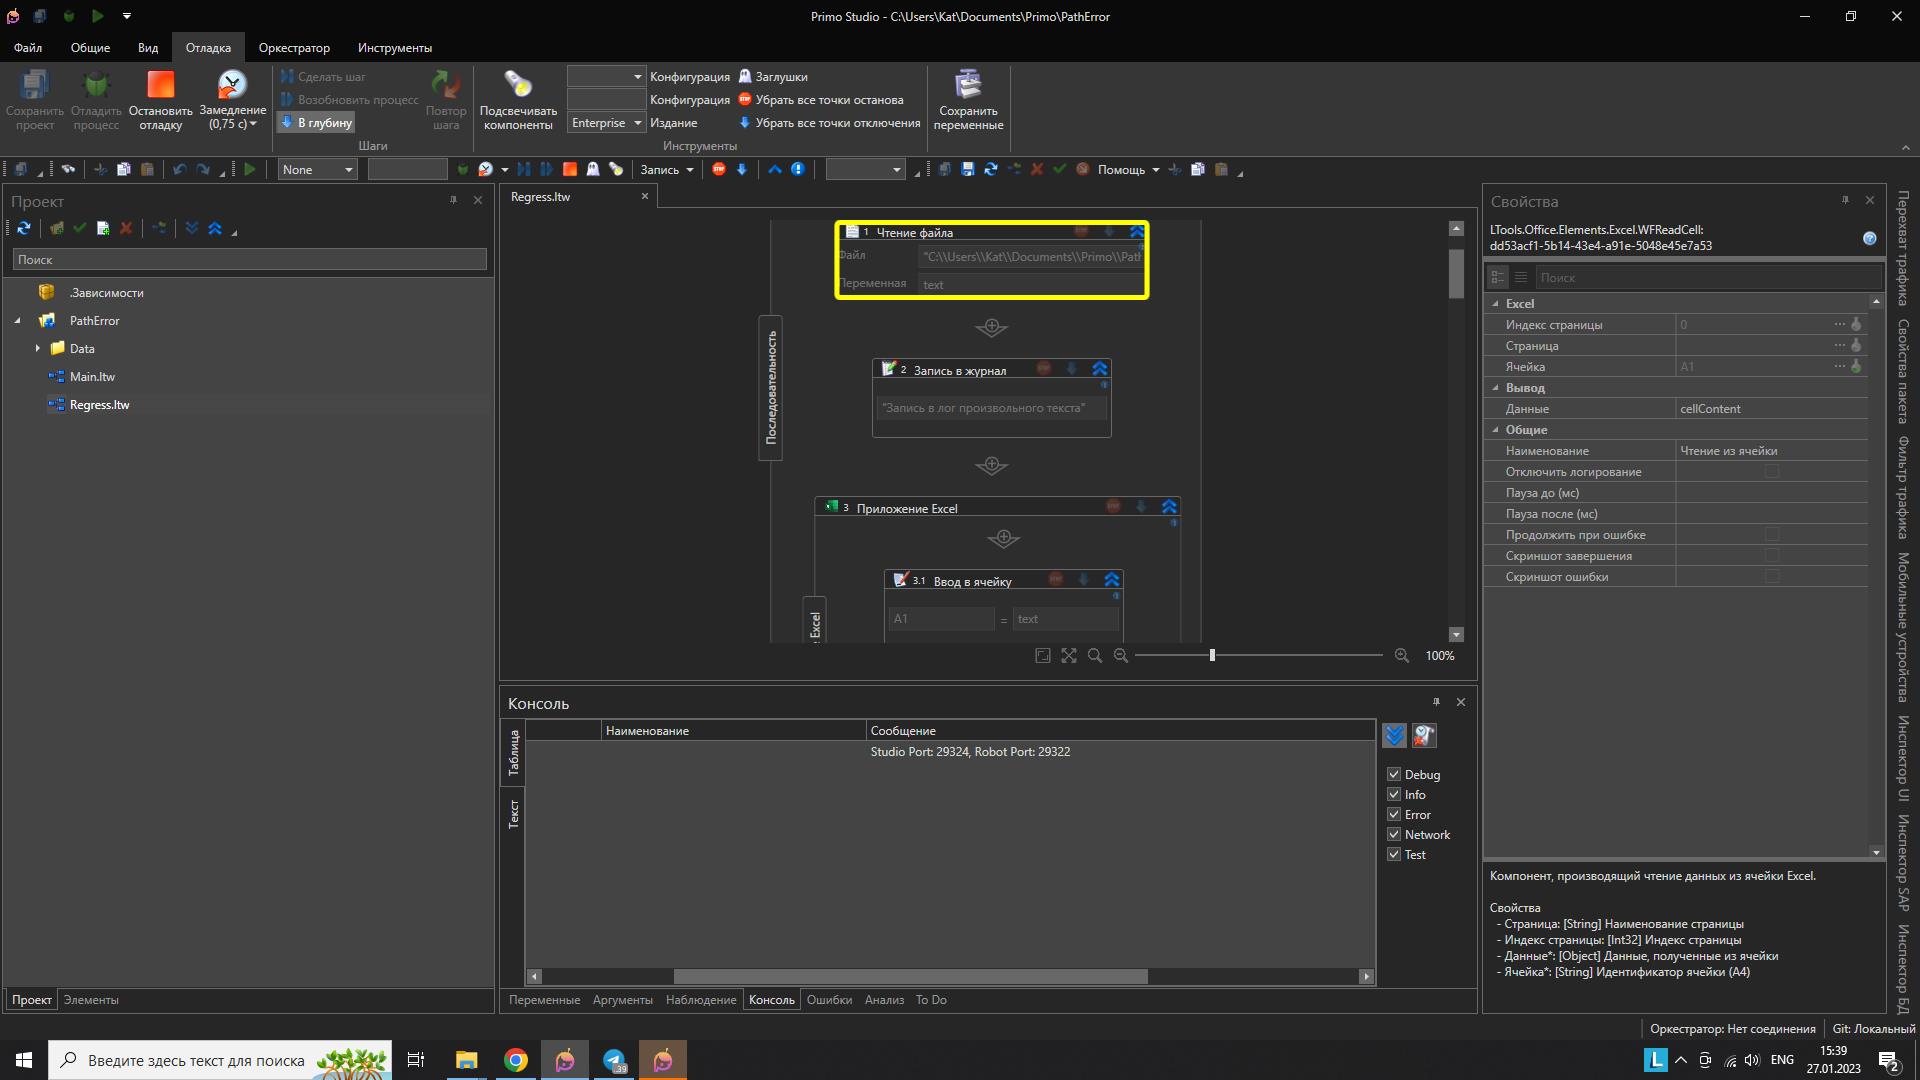 Primo Studio - C:\Users\Kat\Documents\Primo\PathError
Файл Общие Вид Отладка Оркестратор Инструменты
Сохранить проект
Отладить процесс
Остановить отладку
Замедление (0,75 с)
Сделать шаг
Возобновить процесс
В глубину
Повтор шага
Шаги
Подсвечивать компоненты
Конфигурация
Конфигурация
Enterprise Издание
Заглушки
Убрать все точки останова
Убрать все точки отключения
Инструменты
Сохранить переменные
None Запись Помощь
Проект
Поиск
.Зависимости
PathError
Data
Main.ltw
Regress.ltw
Проект Элементы
Regress.ltw
Последовательность
1 Чтение файла
Файл "C:\\Users\\Kat\\Documents\\Primo\\Path
Переменная text
2 Запись в журнал
"Запись в лог произвольного текста"
3 Приложение Excel
3.1 Ввод в ячейку
A1 = text
е Excel
100%
Консоль
Таблица
Текст
Наименование Сообщение
Studio Port: 29324, Robot Port: 29322
Debug
Info
Error
Network
Test
Переменные Аргументы Наблюдение Консоль Ошибки Анализ To Do
Свойства
LTools.Office.Elements.Excel.WFReadCell:
dd53acf1-5b14-43e4-a91e-5048e45e7a53
Поиск
Excel
Индекс страницы 0
Страница
Ячейка A1
Вывод
Данные cellContent
Общие
Наименование Чтение из ячейки
Отключить логирование
Пауза до (мс)
Пауза после (мс)
Продолжить при ошибке
Скриншот завершения
Скриншот ошибки
Компонент, производящий чтение данных из ячейки Excel.
Свойства
- Страница: [String] Наименование страницы
- Индекс страницы: [Int32] Индекс страницы
- Данные*: [Object] Данные, полученные из ячейки
- Ячейка*: [String] Идентификатор ячейки (A4)
Перехват трафика
Свойства пакета
Фильтр трафика
Мобильные устройства
Инспектор UI
Инспектор SAP
Инспектор БД
Оркестратор: Нет соединения Git: Локальный
Введите здесь текст для поиска
39
L
ENG
15:39
27.01.2023
2